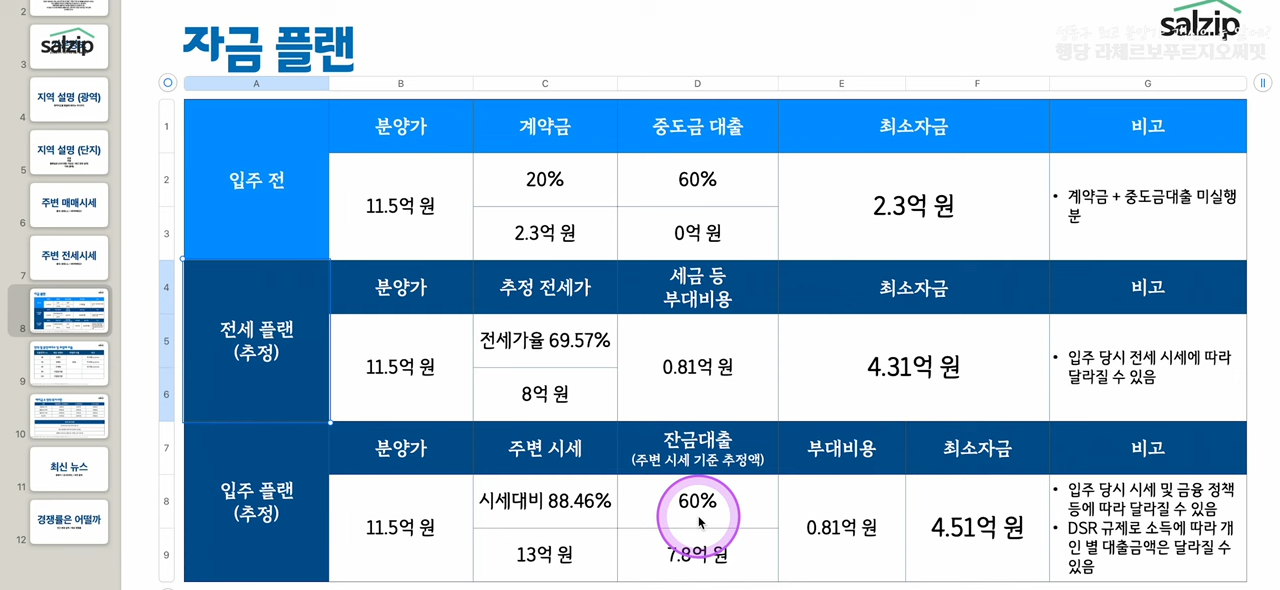 자금 플랜
salzip
행당 라체르보푸르지오써밋
A B C D E F G
1 분양가 계약금 중도금 대출 최소자금 비고
입주 전
2 11.5억 원 20% 60% 2.3억 원
• 계약금 + 중도금대출 미실행
분
3 2.3억 원 0억 원
4 분양가 추정 전세가 세금 등
부대비용 최소자금 비고
전세 플랜
(추정)
5 전세가율 69.57%
11.5억 원 0.81억 원 4.31억 원
• 입주 당시 전세 시세에 따라
달라질 수 있음
6 8억 원
7 분양가 주변 시세 잔금대출
(주변 시세 기준 추정액) 부대비용 최소자금 비고
입주 플랜
(추정)
8 시세대비 88.46% 60%
11.5억 원 0.81억 원 4.51억 원
• 입주 당시 시세 및 금융 정책
등에 따라 달라질 수 있음
• DSR 규제로 소득에 따라 개
인 별 대출금액은 달라질 수
있음
9 13억 원 7.8억 원
2
salzip
3
지역 설명 (광역)
4
지역 설명 (단지)
5
주변 매매시세
6
주변 전세시세
7
8
9
10
최신 뉴스
11
경쟁률은 어떨까
12